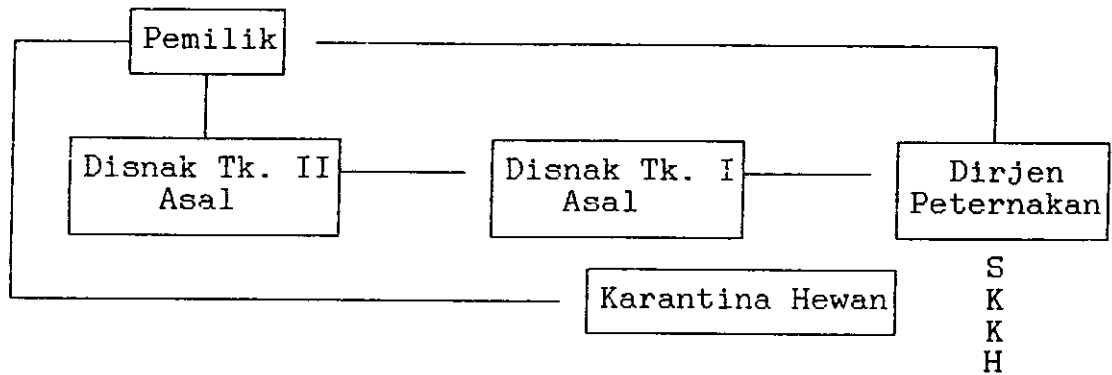 Pemilik
Disnak Tk. II
Asal
Disnak Tk. I
Asal
Dirjen
Peternakan
Karantina Hewan
S
K
K
H